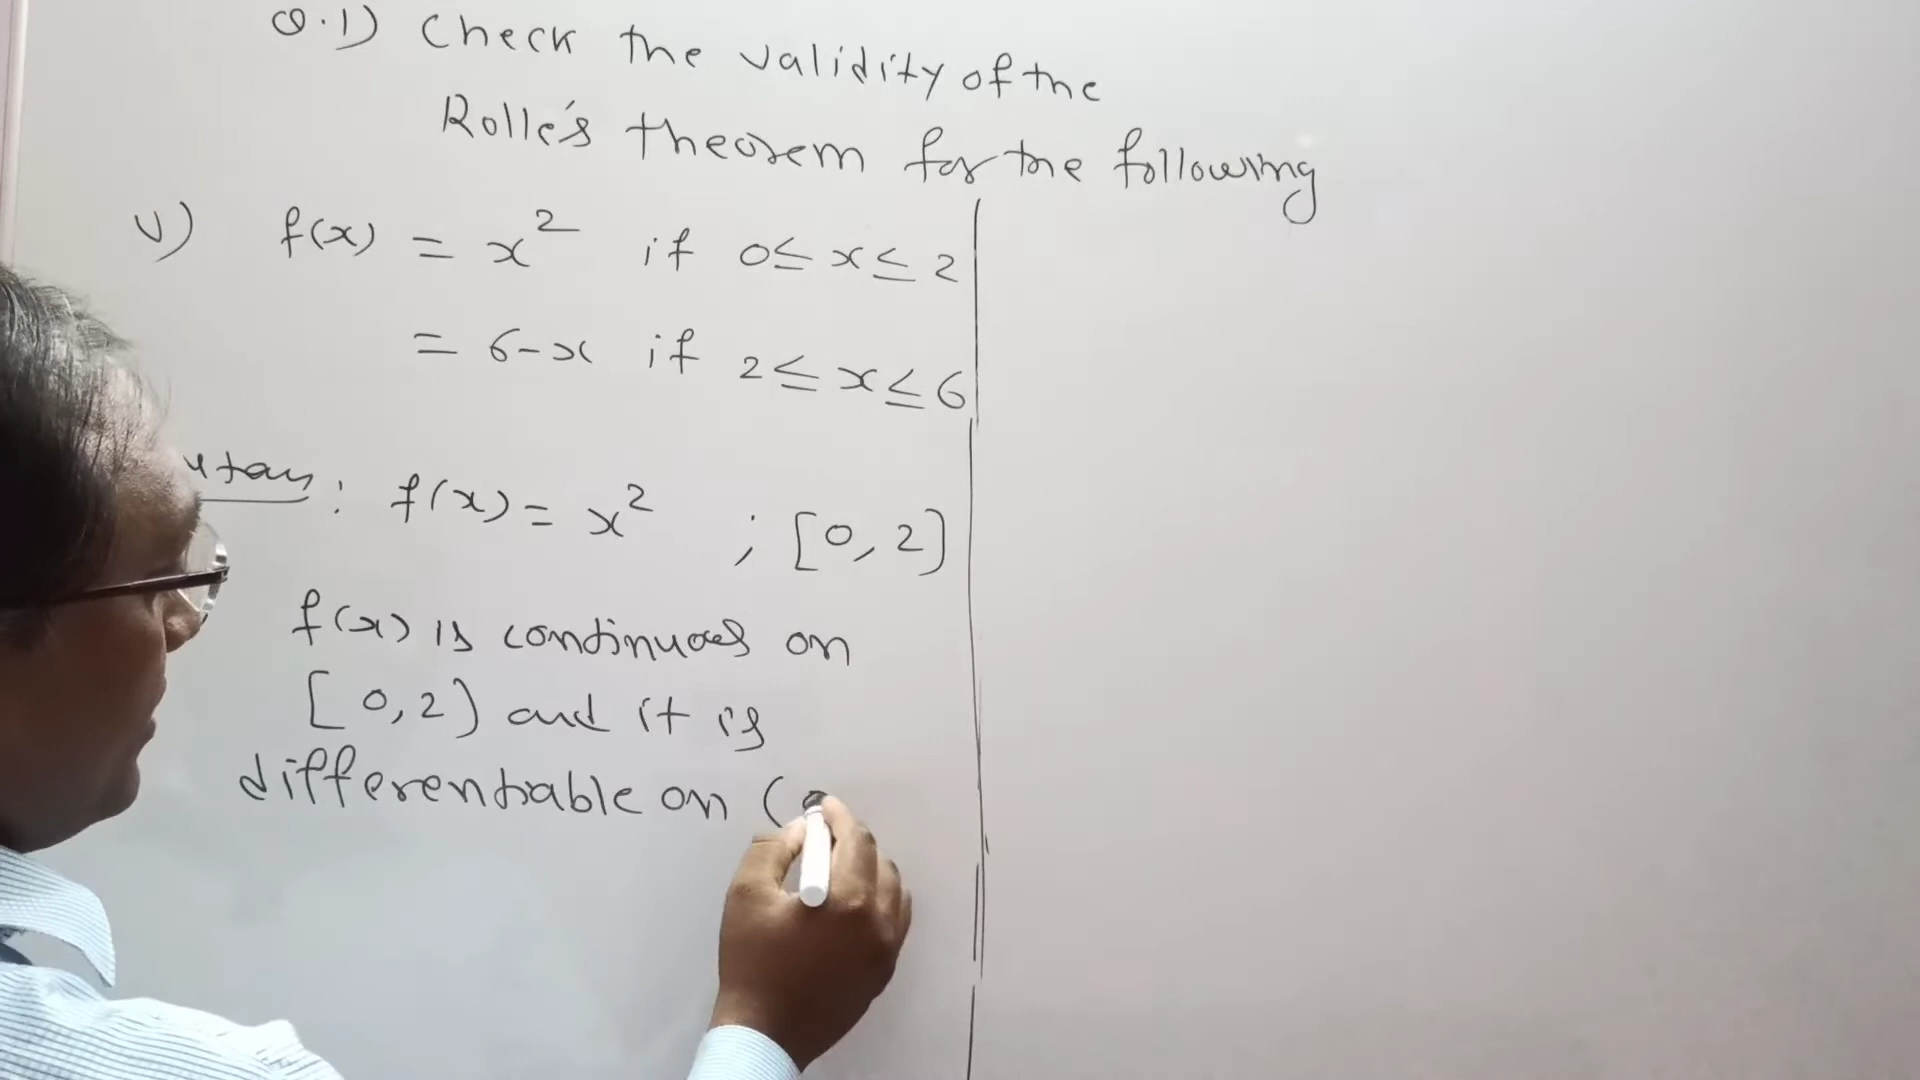 Q.1) Check the validity of the
Rolle's theorem for the following
v) f(x) = x² if 0≤ x ≤ 2
= 6-x if 2 ≤ x ≤ 6
: f(x) = x² ; [0, 2]
f(x) is continuous on
[0, 2) and it is
differentiable on (